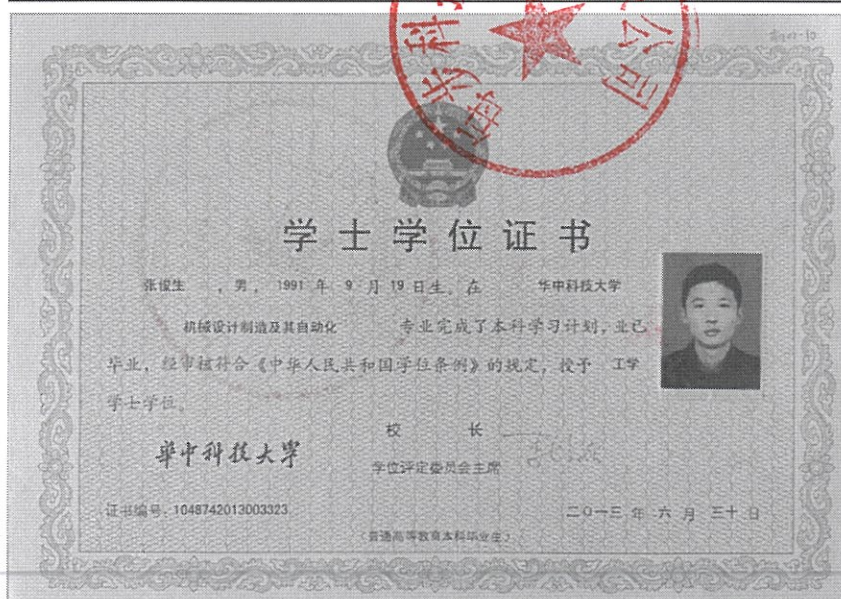 公司
学士学位证书
张俊生 , 男, 1991 年 9 月 19 日生。在 华中科技大学
机械设计制造及其自动化 专业完成了本科学习计划, 业已
毕业, 经审核符合《中华人民共和国学位条例》的规定, 授予 工学
学士学位。
校 长
华中科技大学
学位评定委员会主席
证书编号. 1048742013003323
二〇一三 年 六 月 三十 日
(普通高等教育本科毕业生)